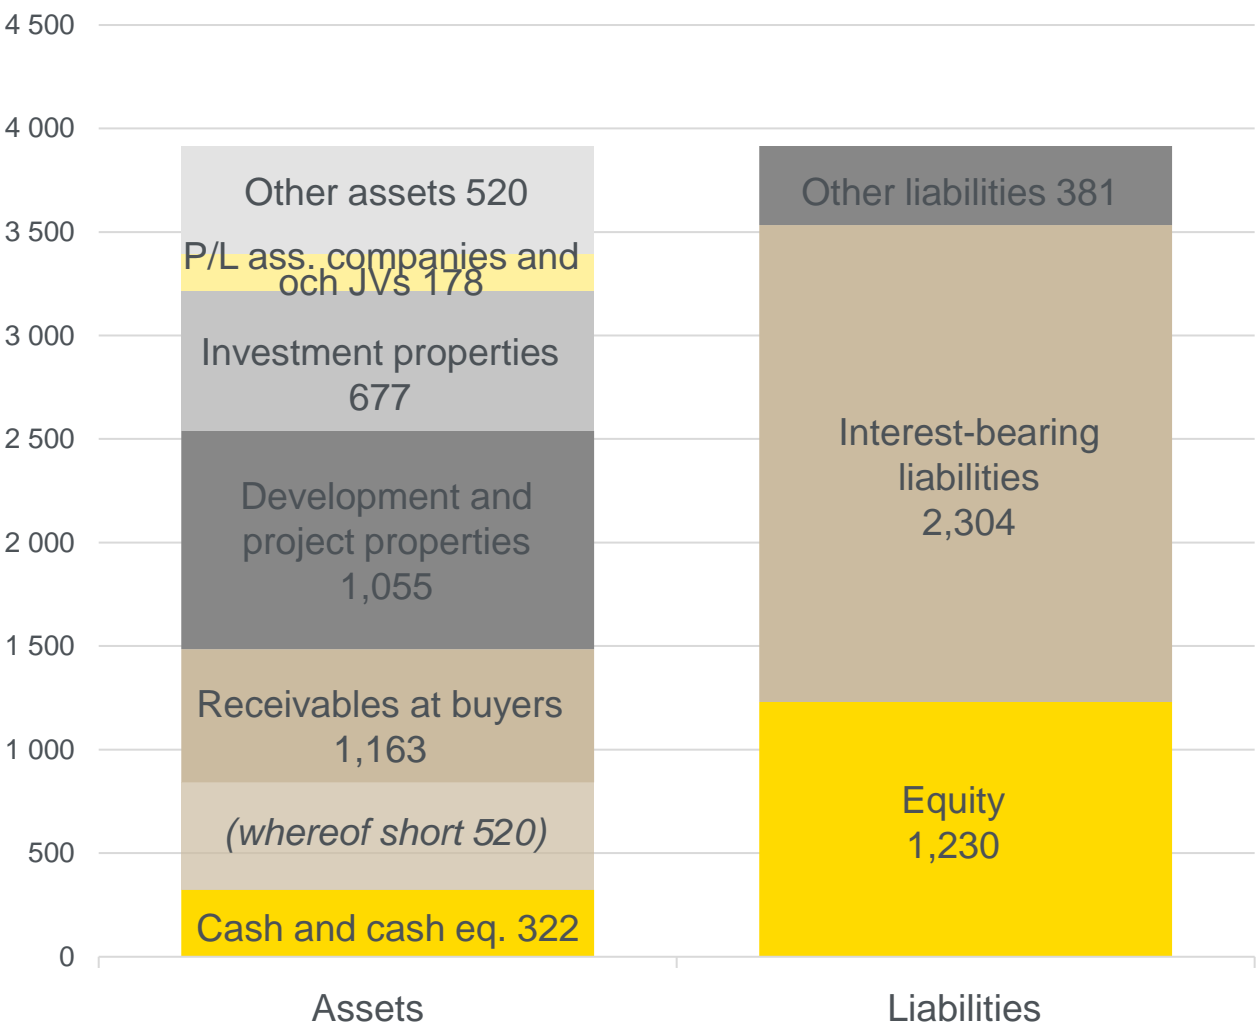 4 500
4 000
3 500
3 000
2 500
2 000
1 500
1 000
500
0
Other assets 520
P/L ass. companies and
och JVs 178
Investment properties
677
Development and
project properties
1,055
Receivables at buyers
1,163
(whereof short 520)
Cash and cash eq. 322
Other liabilities 381
Interest-bearing
liabilities
2,304
Equity
1,230
Assets
Liabilities